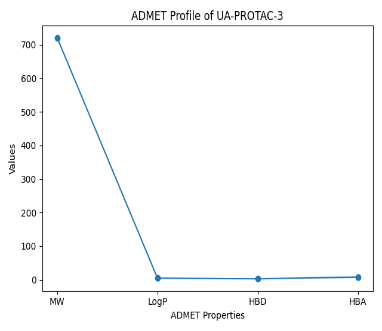 ADMET Profile of UA-PROTAC-3
700
600
500
400
300
200
100
0
Values
MW LogP HBD HBA
ADMET Properties